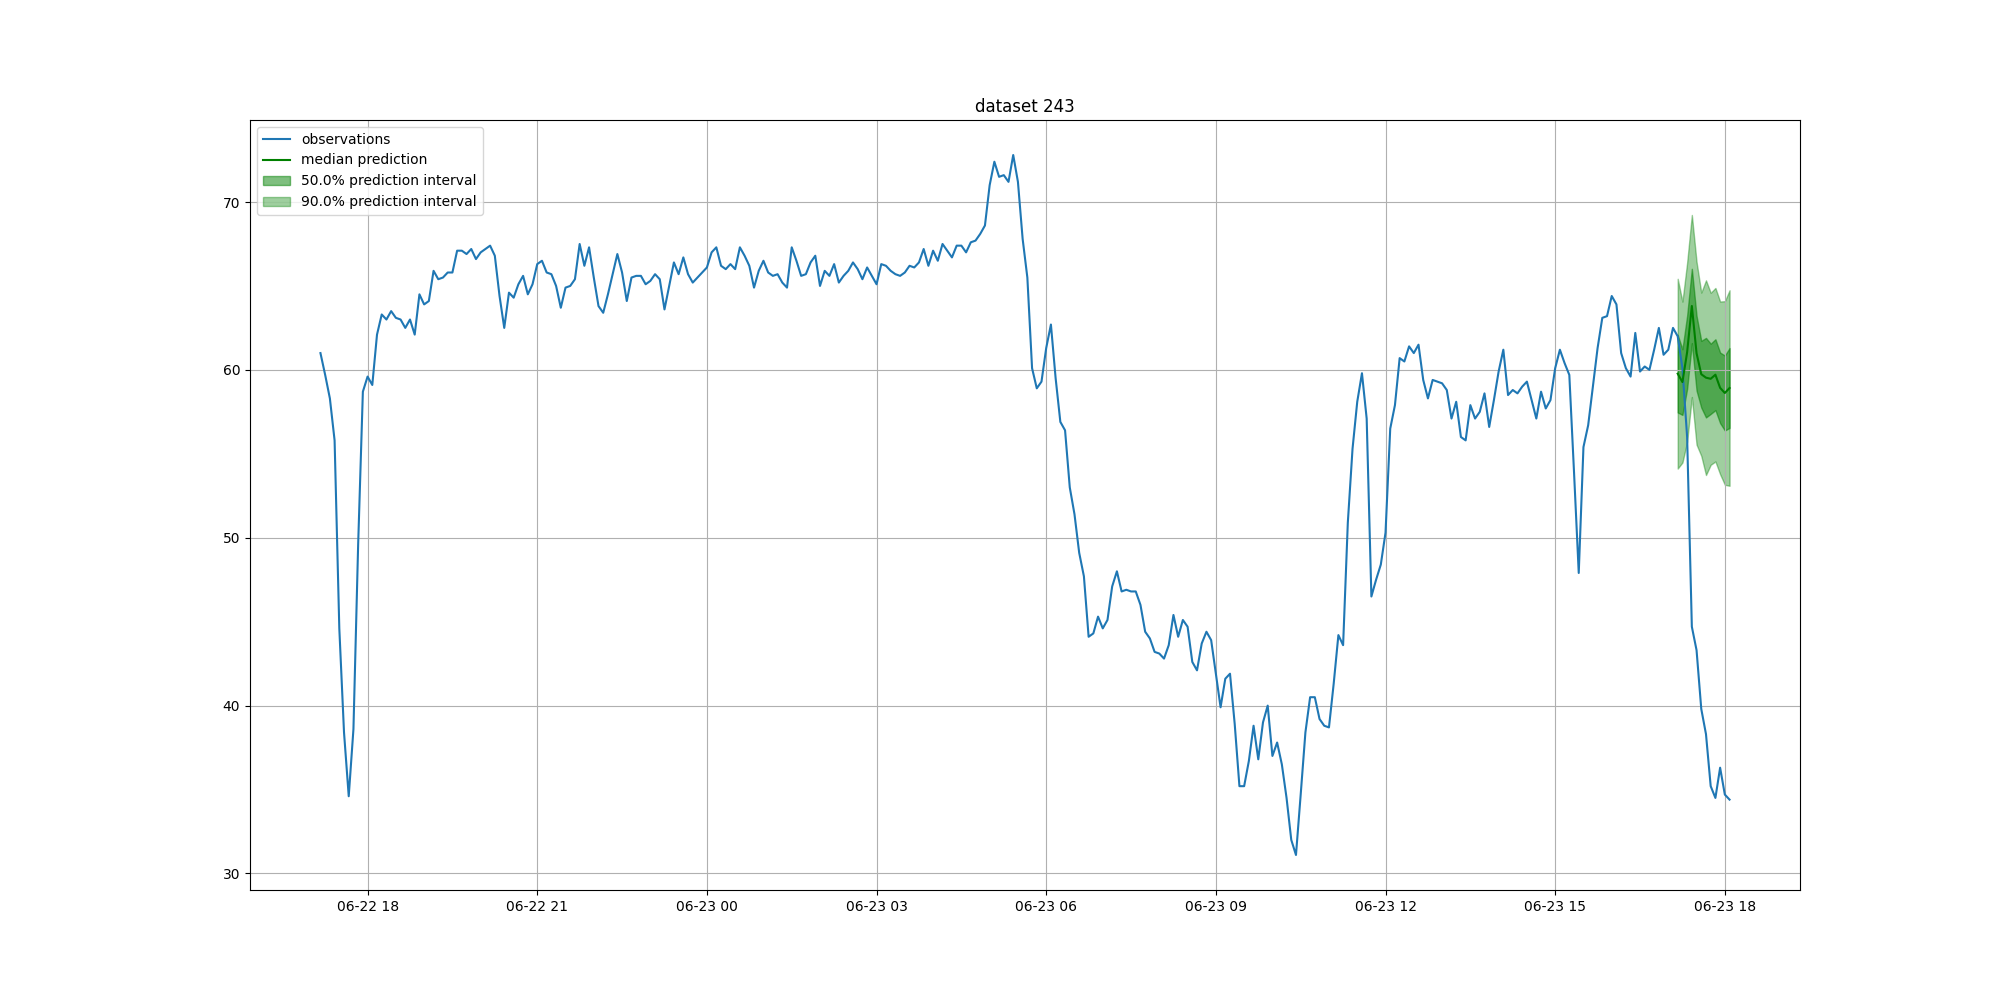 dataset 243
observations
median prediction
50.0% prediction interval
90.0% prediction interval
70
60
50
40
30
06-22 18
06-22 21
06-23 00
06-23 03
06-23 06
06-23 09
06-23 12
06-23 15
06-23 18